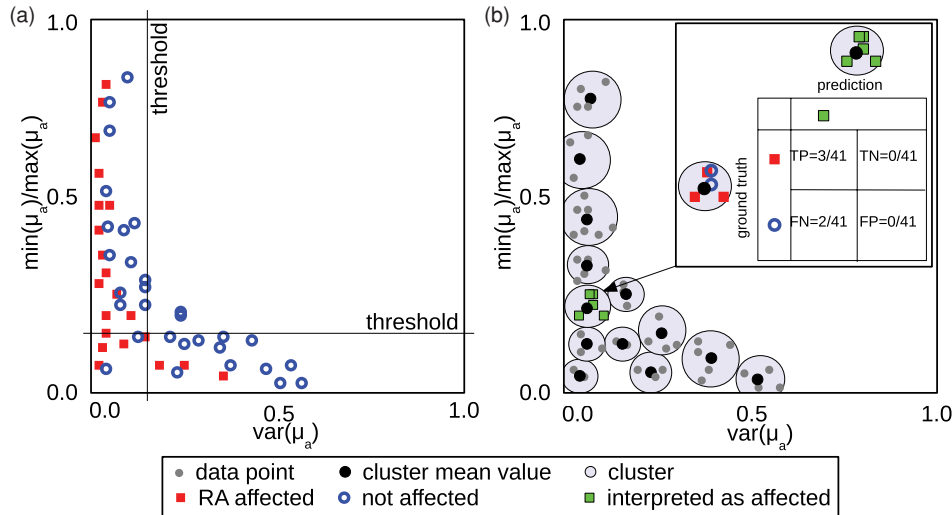 (a)
1.0
0.5
0.0
min(μa)/max(μa)
threshold
threshold
0.0
0.5
1.0
var(μa)
(b)
1.0
0.5
0.0
min(μa)/max(μa)
prediction
ground truth
TP=3/41 TN=0/41
FN=2/41 FP=0/41
0.0
0.5
1.0
var(μa)
data point cluster mean value cluster
RA affected not affected interpreted as affected